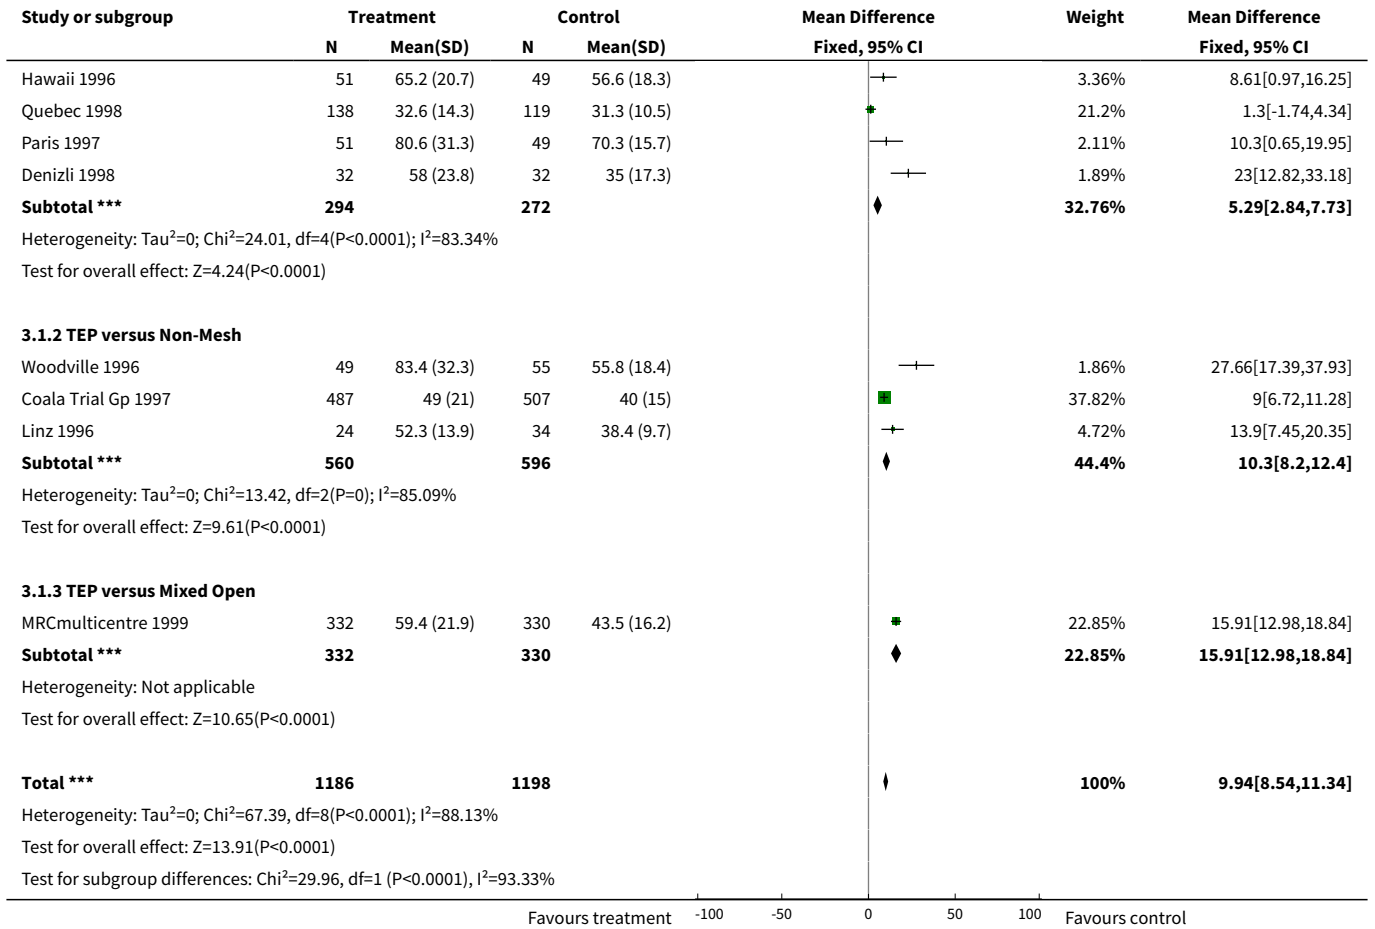 Study or subgroup Treatment Control Mean Difference Weight Mean Difference
N Mean(SD) N Mean(SD) Fixed, 95% CI Fixed, 95% CI
Hawaii 1996 51 65.2 (20.7) 49 56.6 (18.3) 3.36% 8.61[0.97,16.25]
Quebec 1998 138 32.6 (14.3) 119 31.3 (10.5) 21.2% 1.3[-1.74,4.34]
Paris 1997 51 80.6 (31.3) 49 70.3 (15.7) 2.11% 10.3[0.65,19.95]
Denizli 1998 32 58 (23.8) 32 35 (17.3) 1.89% 23[12.82,33.18]
Subtotal *** 294 272 32.76% 5.29[2.84,7.73]
Heterogeneity: Tau²=0; Chi²=24.01, df=4(P<0.0001); I²=83.34%
Test for overall effect: Z=4.24(P<0.0001)
3.1.2 TEP versus Non-Mesh
Woodville 1996 49 83.4 (32.3) 55 55.8 (18.4) 1.86% 27.66[17.39,37.93]
Coala Trial Gp 1997 487 49 (21) 507 40 (15) 37.82% 9[6.72,11.28]
Linz 1996 24 52.3 (13.9) 34 38.4 (9.7) 4.72% 13.9[7.45,20.35]
Subtotal *** 560 596 44.4% 10.3[8.2,12.4]
Heterogeneity: Tau²=0; Chi²=13.42, df=2(P=0); I²=85.09%
Test for overall effect: Z=9.61(P<0.0001)
3.1.3 TEP versus Mixed Open
MRCmulticentre 1999 332 59.4 (21.9) 330 43.5 (16.2) 22.85% 15.91[12.98,18.84]
Subtotal *** 332 330 22.85% 15.91[12.98,18.84]
Heterogeneity: Not applicable
Test for overall effect: Z=10.65(P<0.0001)
Total *** 1186 1198 100% 9.94[8.54,11.34]
Heterogeneity: Tau²=0; Chi²=67.39, df=8(P<0.0001); I²=88.13%
Test for overall effect: Z=13.91(P<0.0001)
Test for subgroup differences: Chi²=29.96, df=1 (P<0.0001), I²=93.33%
Favours treatment -100 -50 0 50 100 Favours control